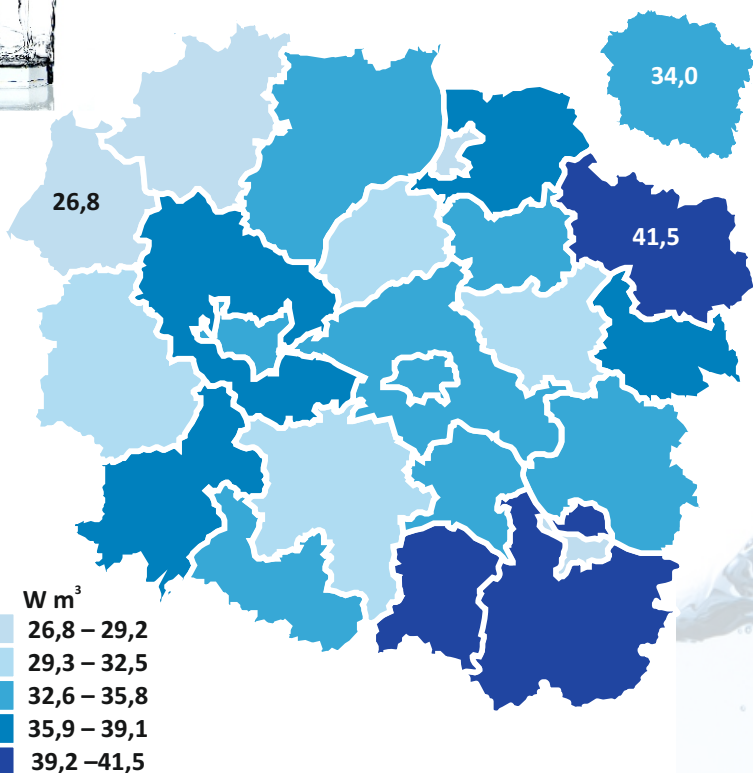 34,0
26,8
41,5
W m³
26,8 – 29,2
29,3 – 32,5
32,6 – 35,8
35,9 – 39,1
39,2 –41,5